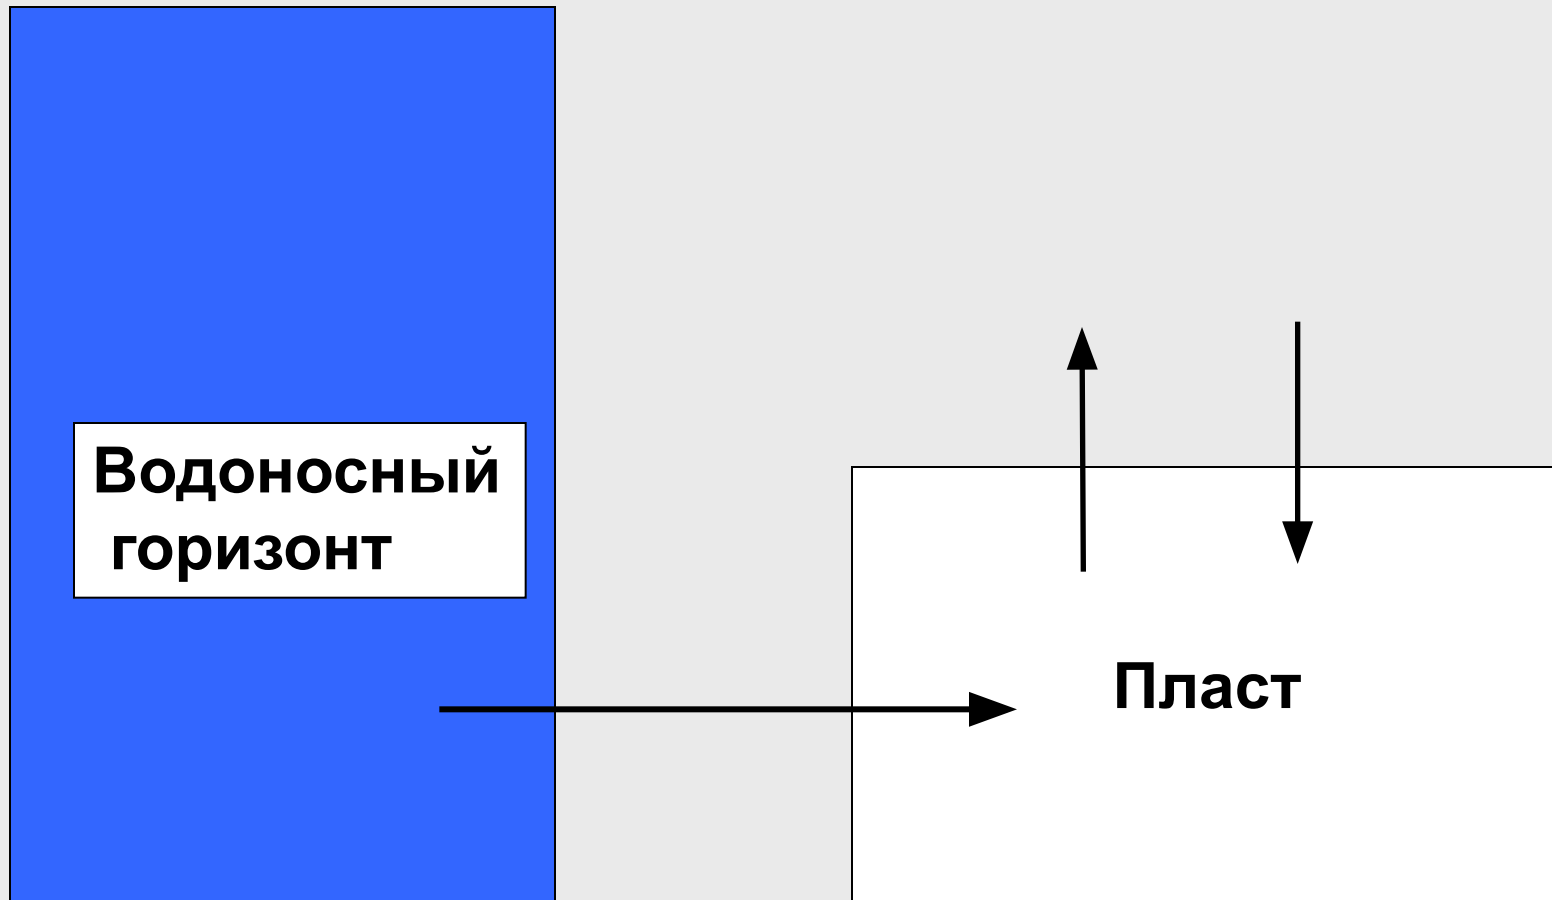 Водоносный
горизонт
Пласт